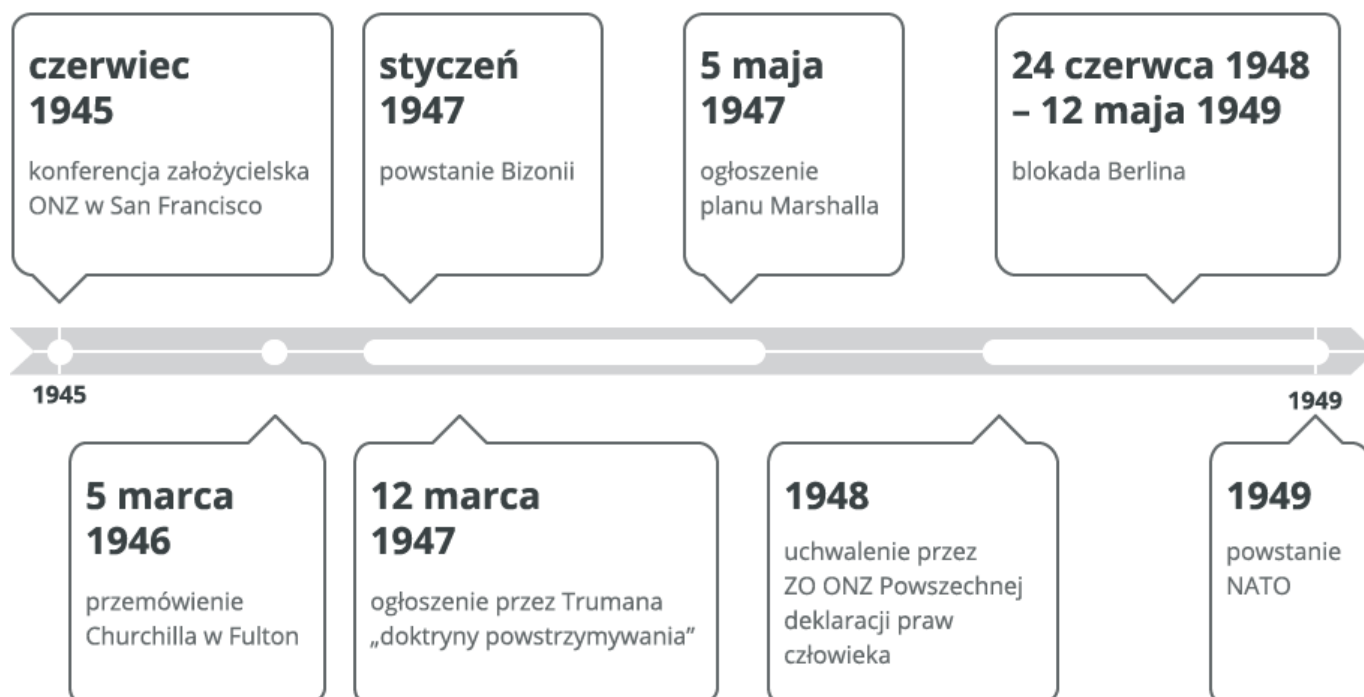 czerwiec
1945
konferencja założycielska
ONZ w San Francisco
styczeń
1947
powstanie Bizonii
5 maja
1947
ogłoszenie
planu Marshalla
24 czerwca 1948
– 12 maja 1949
blokada Berlina
1945
1949
5 marca
1946
przemówienie
Churchilla w Fulton
12 marca
1947
ogłoszenie przez Trumana
„doktryny powstrzymywania”
1948
uchwalenie przez
ZO ONZ Powszechnej
deklaracji praw
człowieka
1949
powstanie
NATO